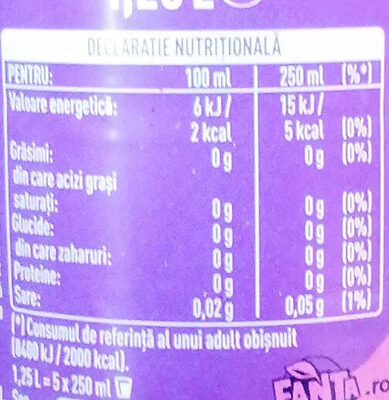 DECLARAȚIE NUTRIȚIONALĂ
PENTRU: 100 ml 250 ml (%*)
Valoare energetică: 6 kJ/ 15 kJ/
2 kcal 5 kcal (0%)
Grăsimi: 0 g 0 g (0%)
din care acizi grași
saturați: 0 g 0 g (0%)
Glucide: 0 g 0 g (0%)
din care zaharuri: 0 g 0 g (0%)
Proteine: 0 g 0 g (0%)
Sare: 0,02 g 0,05 g (1%)
(*) Consumul de referință al unui adult obișnuit
(8400 kJ / 2000 kcal).
1,25 L = 5 x 250 ml
FANTA.ro